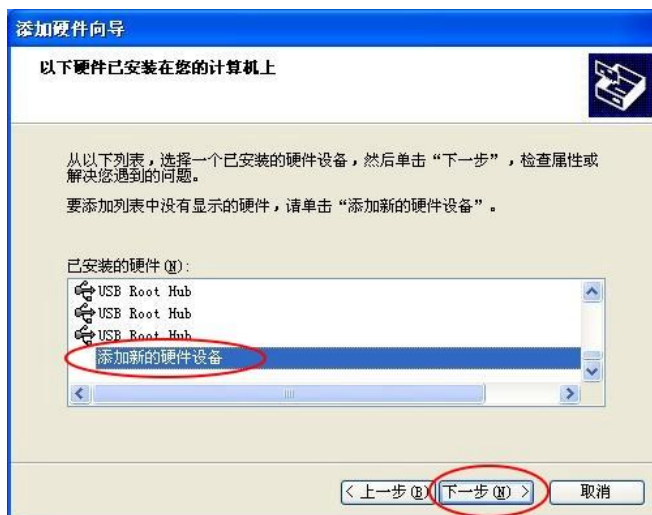 添加硬件向导
以下硬件已安装在您的计算机上
从以下列表，选择一个已安装的硬件设备，然后单击“下一步”，检查属性或
解决您遇到的问题。
要添加列表中没有显示的硬件，请单击“添加新的硬件设备”。
已安装的硬件(N):
USB Root Hub
USB Root Hub
USB Root Hub
添加新的硬件设备
< 上一步(B) 下一步(N) > 取消